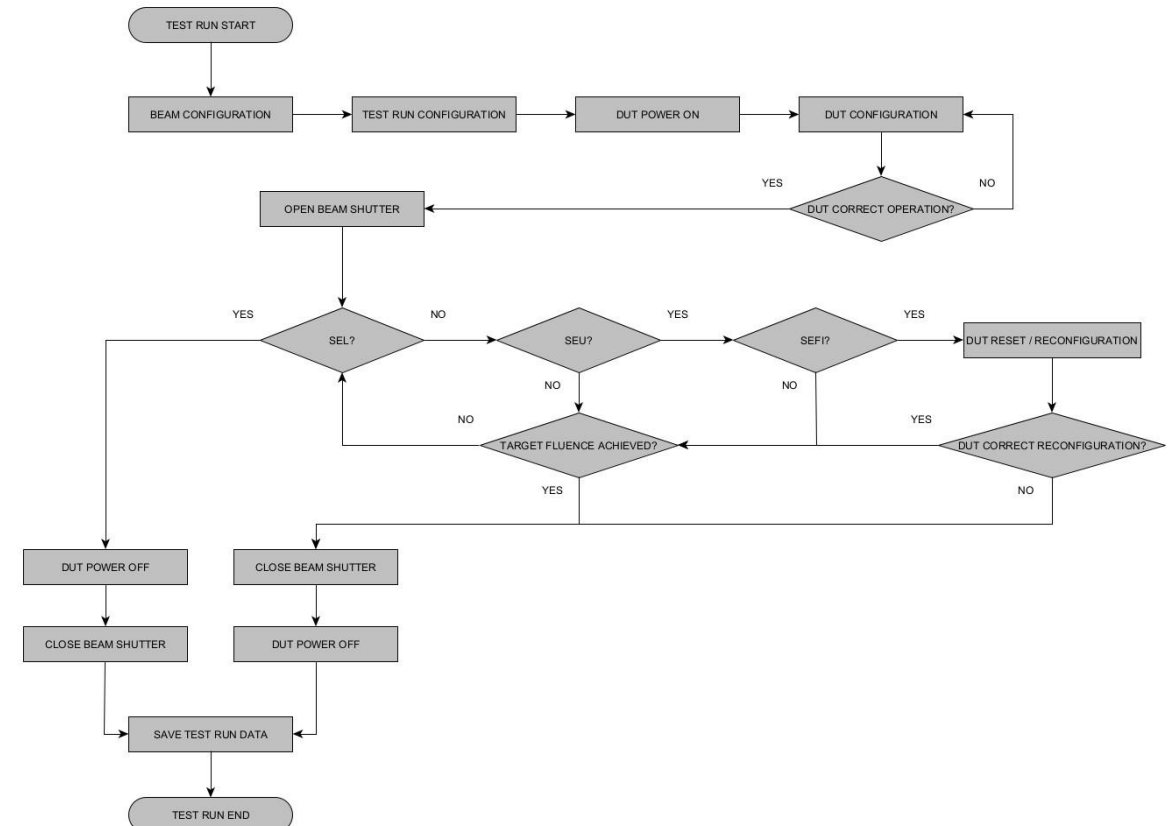 TEST RUN START
BEAM CONFIGURATION
TEST RUN CONFIGURATION
DUT POWER ON
DUT CONFIGURATION
YES
NO
OPEN BEAM SHUTTER
DUT CORRECT OPERATION?
YES
NO
YES
YES
SEL?
SEU?
SEFI?
DUT RESET / RECONFIGURATION
NO
NO
NO
YES
TARGET FLUENCE ACHIEVED?
DUT CORRECT RECONFIGURATION?
YES
NO
DUT POWER OFF
CLOSE BEAM SHUTTER
CLOSE BEAM SHUTTER
DUT POWER OFF
SAVE TEST RUN DATA
TEST RUN END